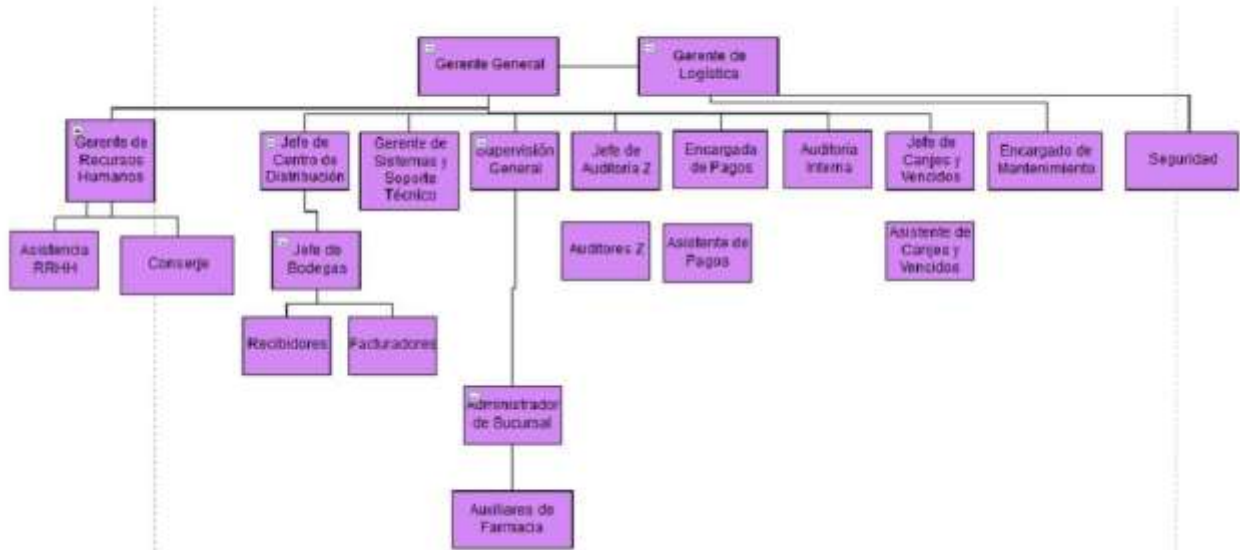 Gerente General
Gerente de
Logística
Gerente de
Recursos
Humanos
Jefe de
Centro de
Distribución
Gerente de
Sistemas y
Soporte
Técnico
Supervisión
General
Jefe de
Auditoría Z
Encargada
de Pagos
Auditoría
Interna
Jefe de
Canjes y
Vencidos
Encargado de
Mantenimiento
Seguridad
Asistencia
RRHH
Conserje
Jefe de
Bodegas
Auditores Z
Asistente de
Pagos
Asistente de
Canjes y
Vencidos
Recibidores
Facturadores
Administrador
de Sucursal
Auxiliares de
Farmacia